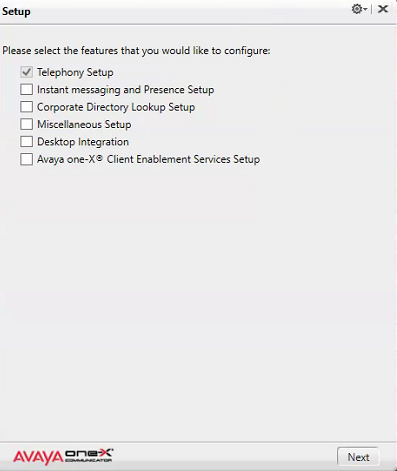 Setup
Please select the features that you would like to configure:
Telephony Setup
Instant messaging and Presence Setup
Corporate Directory Lookup Setup
Miscellaneous Setup
Desktop Integration
Avaya one-X® Client Enablement Services Setup
AVAYA one-X®
COMMUNICATOR
Next